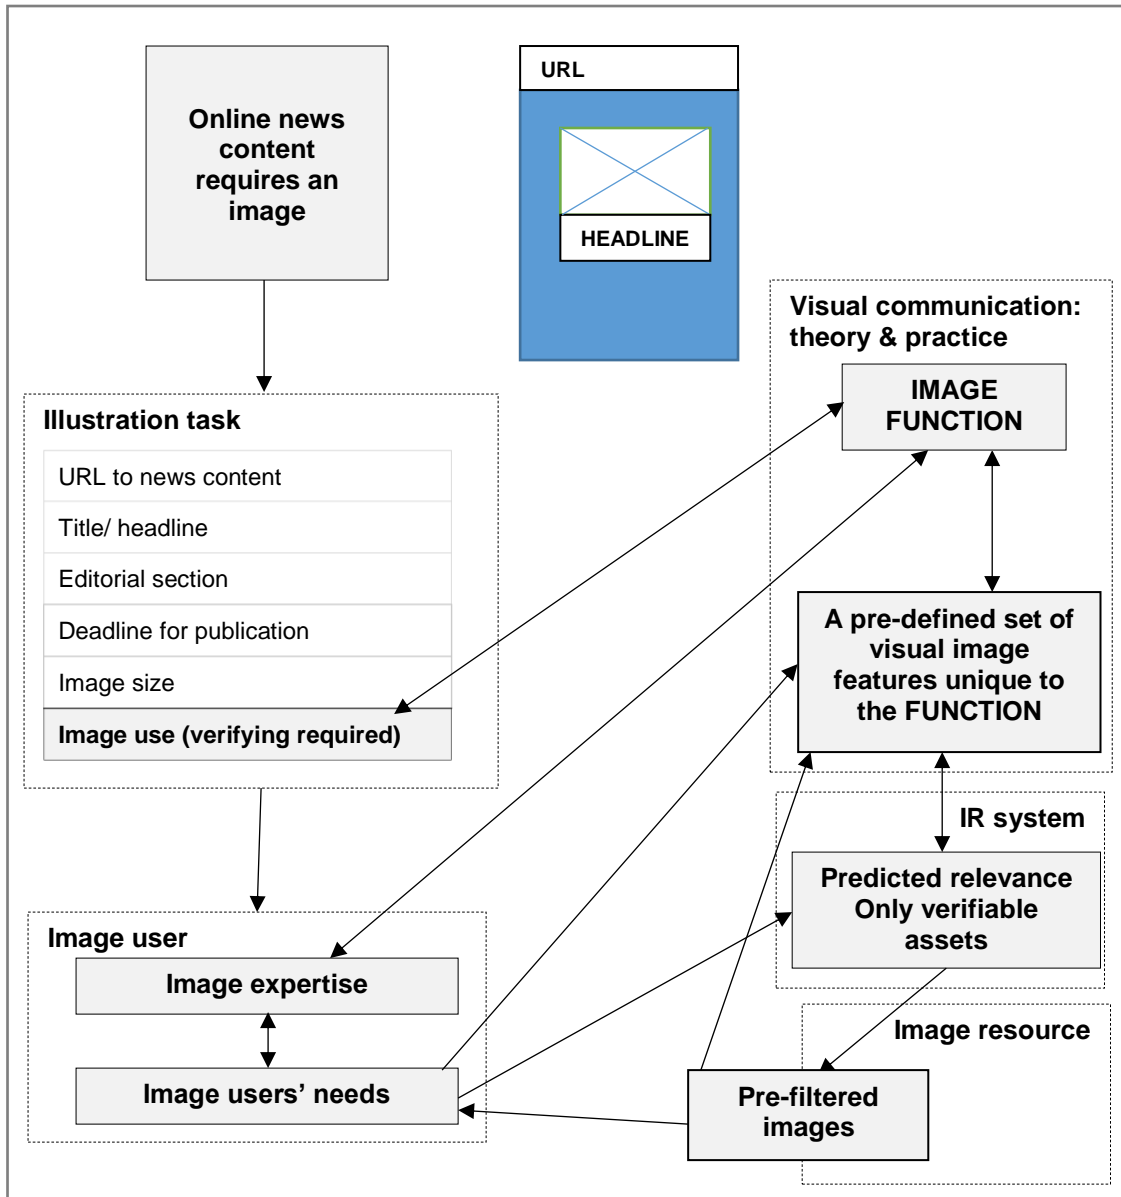 Online news
content
requires an
image
URL
HEADLINE
Illustration task
URL to news content
Title/ headline
Editorial section
Deadline for publication
Image size
Image use (verifying required)
Visual communication:
theory & practice
IMAGE
FUNCTION
A pre-defined set of
visual image
features unique to
the FUNCTION
IR system
Predicted relevance
Only verifiable
assets
Image user
Image expertise
Image users’ needs
Image resource
Pre-filtered
images